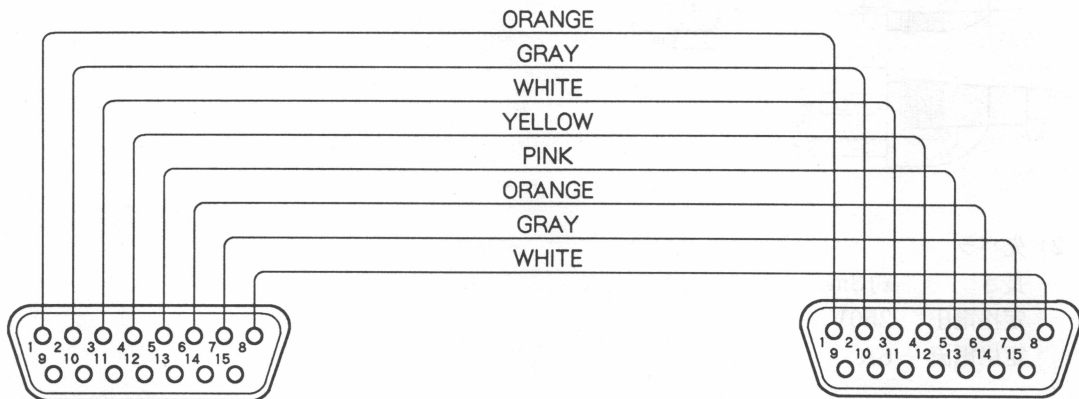 ORANGE
GRAY
WHITE
YELLOW
PINK
ORANGE
GRAY
WHITE
1 2 3 4 5 6 7 8
9 10 11 12 13 14 15
1 2 3 4 5 6 7 8
9 10 11 12 13 14 15